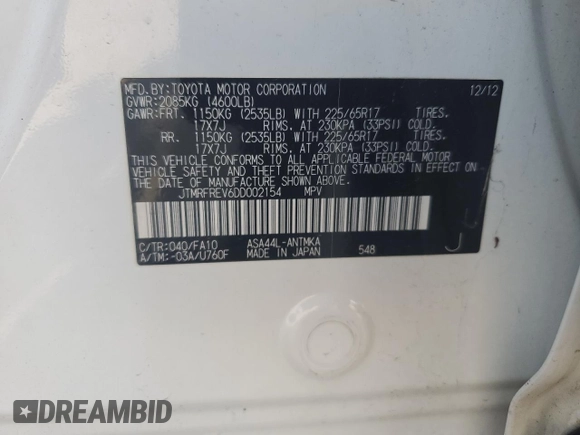 MFD.BY:TOYOTA MOTOR CORPORATION 12/12
GVWR:2085KG (4600LB)
GAWR:FRT. 1150KG (2535LB) WITH 225/65R17 TIRES,
17X7J RIMS, AT 230KPA (33PSI) COLD.
RR. 1150KG (2535LB) WITH 225/65R17 TIRES,
17X7J RIMS, AT 230KPA (33PSI) COLD.
THIS VEHICLE CONFORMS TO ALL APPLICABLE FEDERAL MOTOR
VEHICLE SAFETY AND THEFT PREVENTION STANDARDS IN EFFECT ON
THE DATE OF MANUFACTURE SHOWN ABOVE.
JTMRFREV6DD002154 MPV
C/TR:040/FA10 ASA44L-ANTMKA
A/TM:-03A/U760F MADE IN JAPAN 548
J
DREAMBID